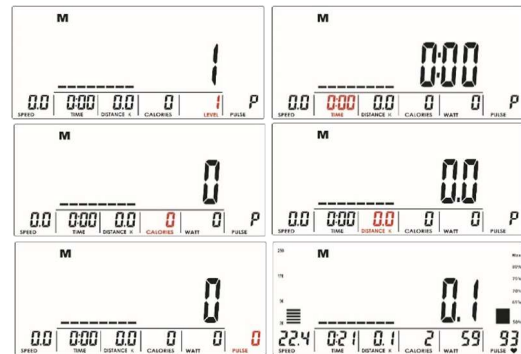 M
1
0.0 0:00 0.0 0 1 P
SPEED TIME DISTANCE K CALORIES LEVEL PULSE
M
0:00
0.0 0:00 0.0 0 0 P
SPEED TIME DISTANCE K CALORIES WATT PULSE
M
0
0.0 0:00 0.0 0 0 P
SPEED TIME DISTANCE K CALORIES WATT PULSE
M
0.0
0.0 0:00 0.0 0 0 P
SPEED TIME DISTANCE K CALORIES WATT PULSE
M
0
0.0 0:00 0.0 0 0 0
SPEED TIME DISTANCE K CALORIES WATT PULSE
M
0.1
22.4 0:21 0.1 2 59 93
SPEED TIME DISTANCE K CALORIES WATT PULSE